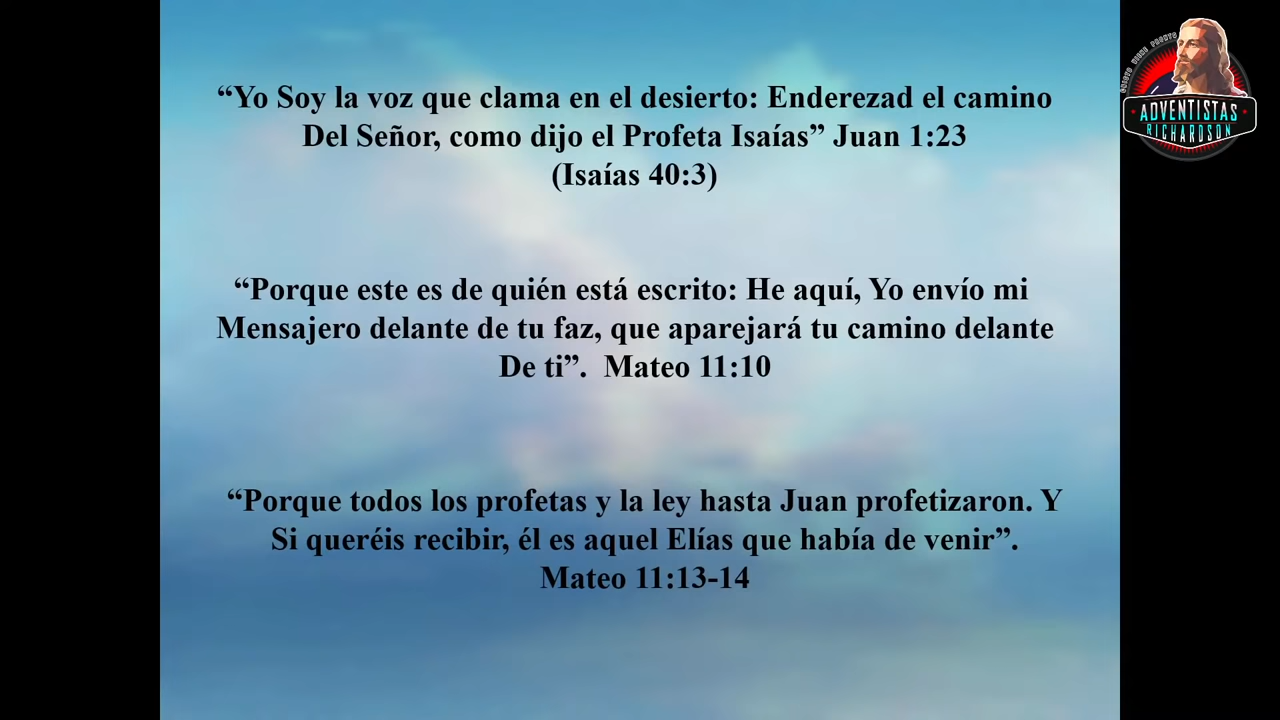 “Yo Soy la voz que clama en el desierto: Enderezad el camino
Del Señor, como dijo el Profeta Isaías” Juan 1:23
(Isaías 40:3)
“Porque este es de quién está escrito: He aquí, Yo envío mi
Mensajero delante de tu faz, que aparejará tu camino delante
De ti”.  Mateo 11:10
“Porque todos los profetas y la ley hasta Juan profetizaron. Y
Si queréis recibir, él es aquel Elías que había de venir”.
Mateo 11:13-14
CRISTO VIENE PRONTO
ADVENTISTAS
RICHARDSON